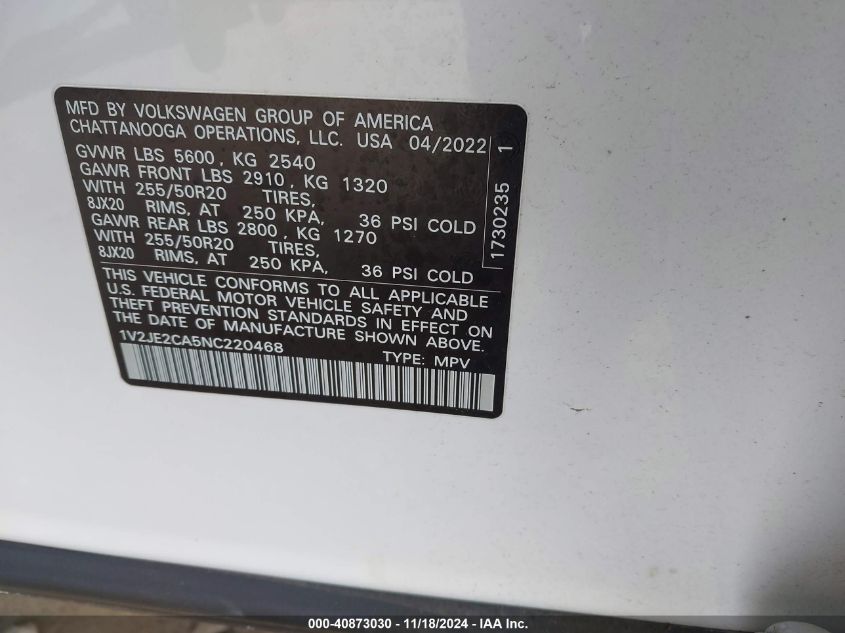 MFD BY VOLKSWAGEN GROUP OF AMERICA
CHATTANOOGA OPERATIONS, LLC. USA 04/2022
GVWR LBS 5600, KG 2540
GAWR FRONT LBS 2910, KG 1320
WITH 255/50R20 TIRES,
8JX20 RIMS, AT 250 KPA, 36 PSI COLD
GAWR REAR LBS 2800, KG 1270
WITH 255/50R20 TIRES,
8JX20 RIMS, AT 250 KPA, 36 PSI COLD
1730235 1
THIS VEHICLE CONFORMS TO ALL APPLICABLE
U.S. FEDERAL MOTOR VEHICLE SAFETY AND
THEFT PREVENTION STANDARDS IN EFFECT ON
THE DATE OF MANUFACTURE SHOWN ABOVE.
1V2JE2CA5NC220468 TYPE: MPV
000-40873030 - 11/18/2024 - IAA Inc.